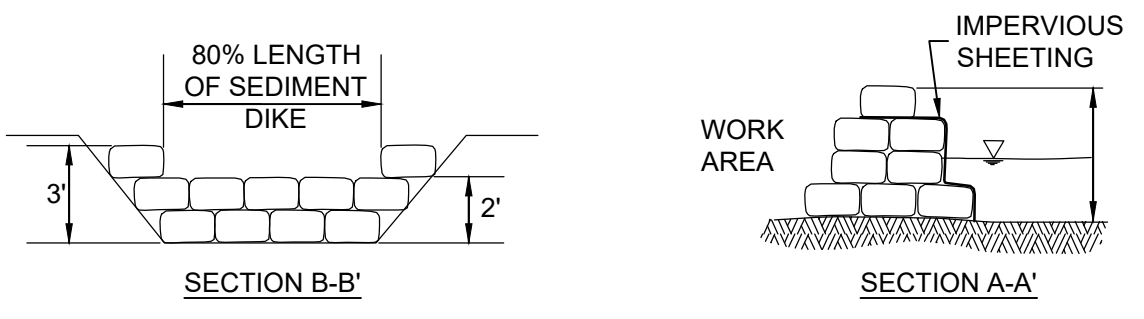 80% LENGTH
OF SEDIMENT
DIKE
3'
2'
SECTION B-B'
IMPERVIOUS
SHEETING
WORK
AREA
SECTION A-A'